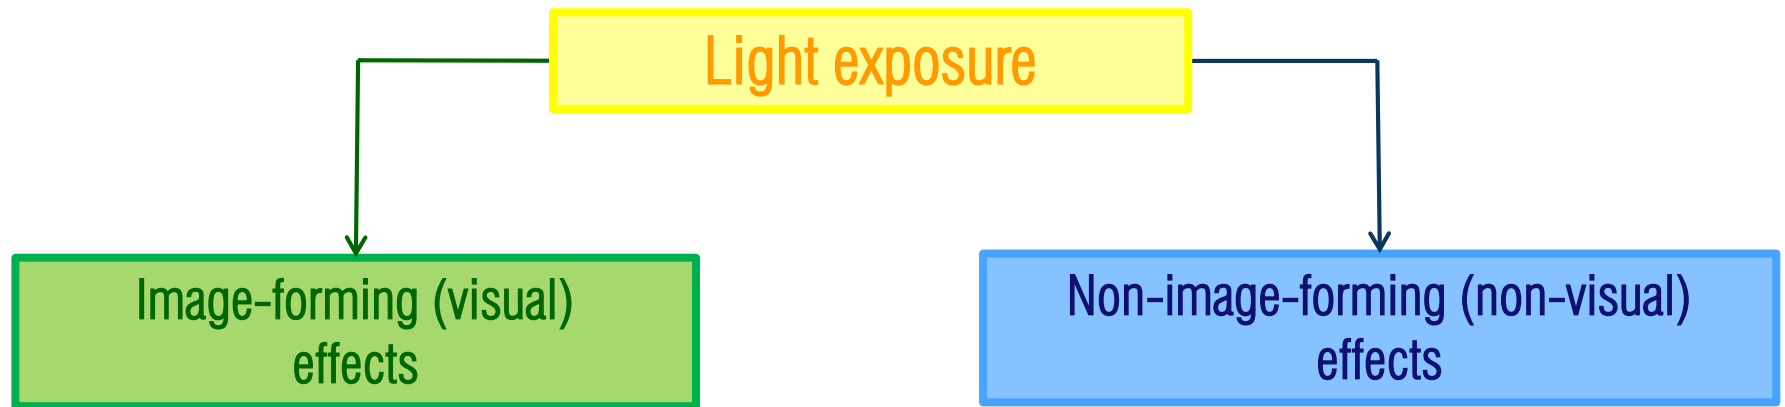 Light exposure
Image-forming (visual)
effects
Non-image-forming (non-visual)
effects